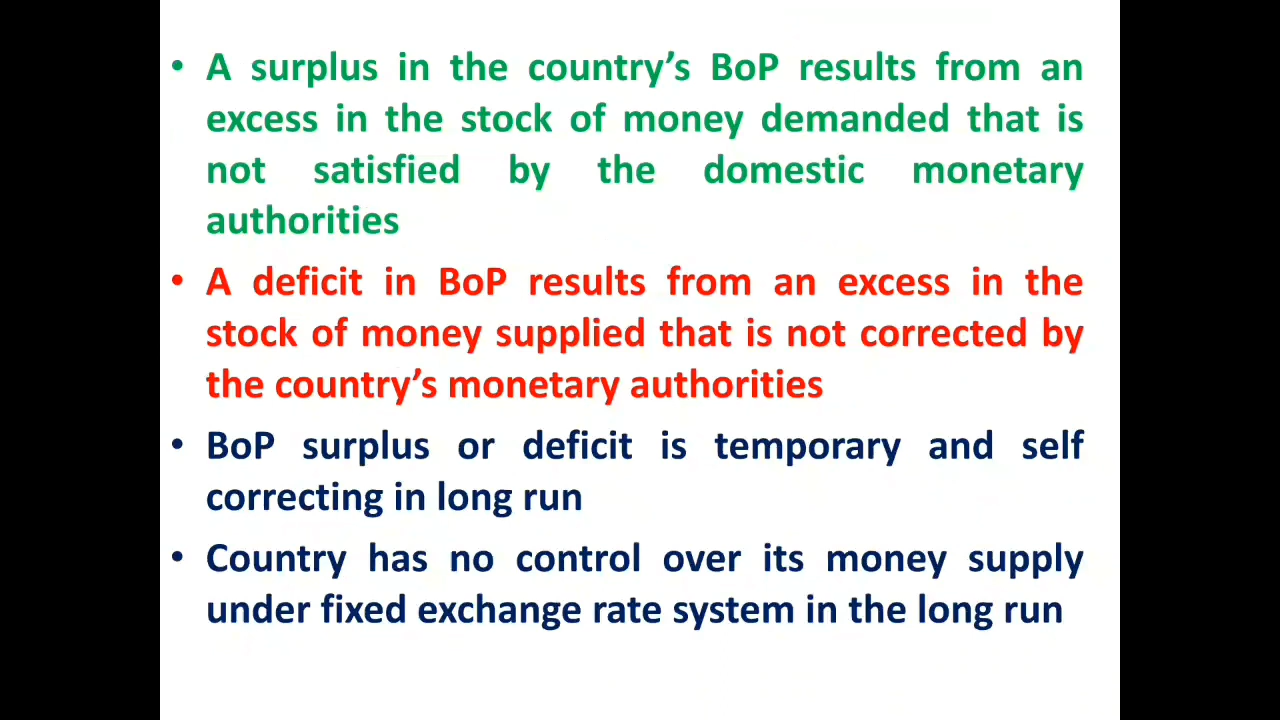 • A surplus in the country’s BoP results from an
excess in the stock of money demanded that is
not satisfied by the domestic monetary
authorities
• A deficit in BoP results from an excess in the
stock of money supplied that is not corrected by
the country’s monetary authorities
• BoP surplus or deficit is temporary and self
correcting in long run
• Country has no control over its money supply
under fixed exchange rate system in the long run